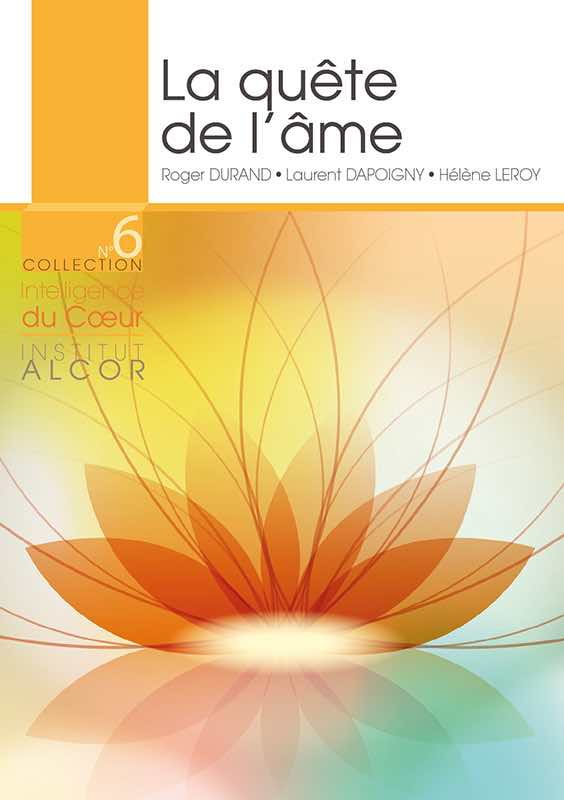 La quête
de l'âme
Roger DURAND • Laurent DAPOIGNY • Hélène LEROY
N° 6
COLLECTION
Intelligence
du Cœur
INSTITUT
ALCOR